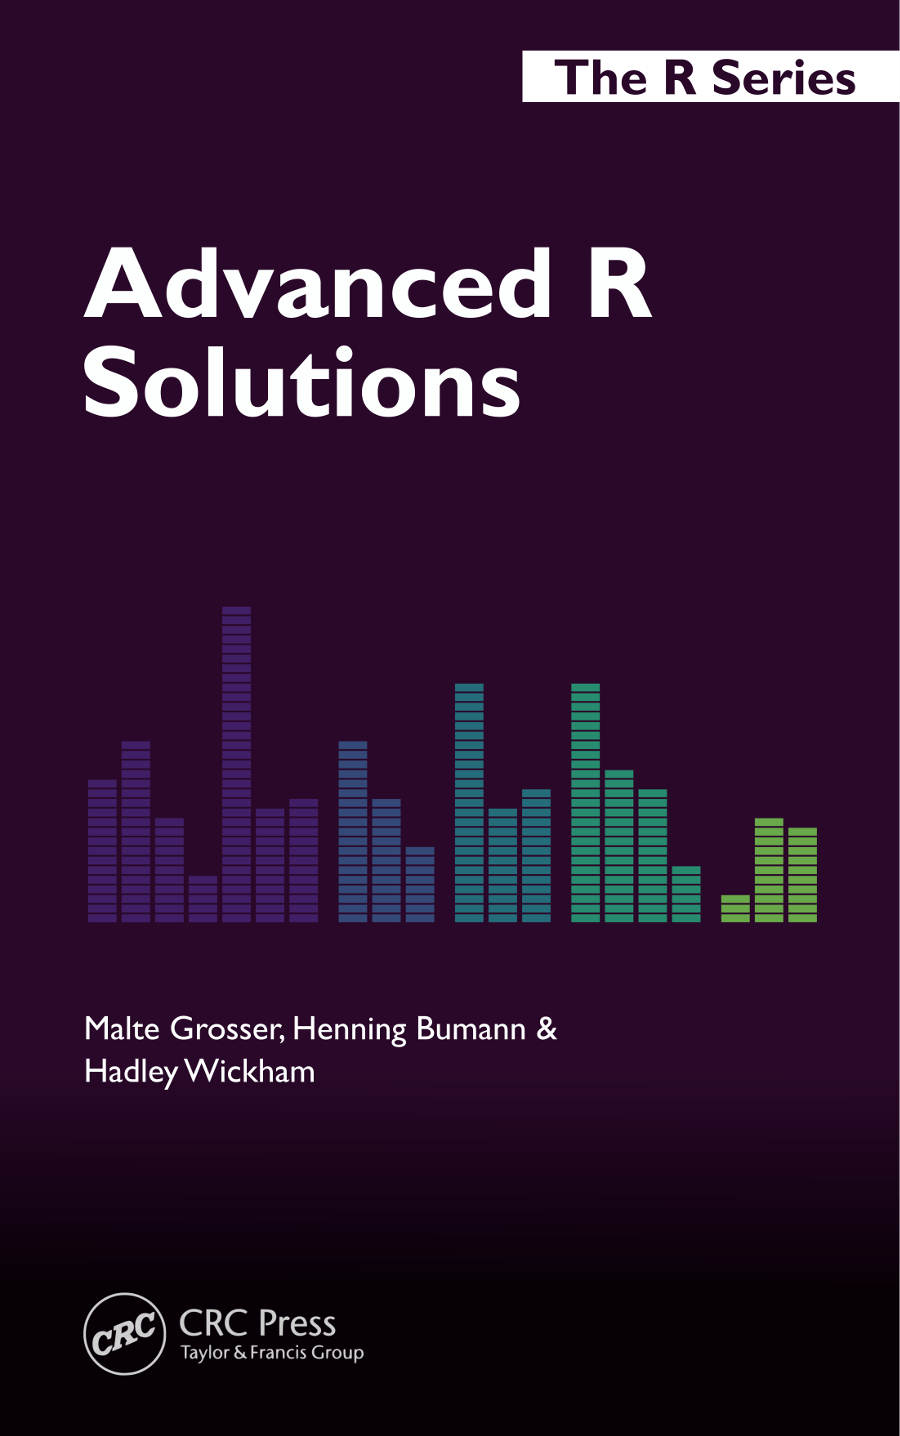 The R Series
Advanced R
Solutions
Malte Grosser, Henning Bumann &
Hadley Wickham
CRC
CRC Press
Taylor & Francis Group